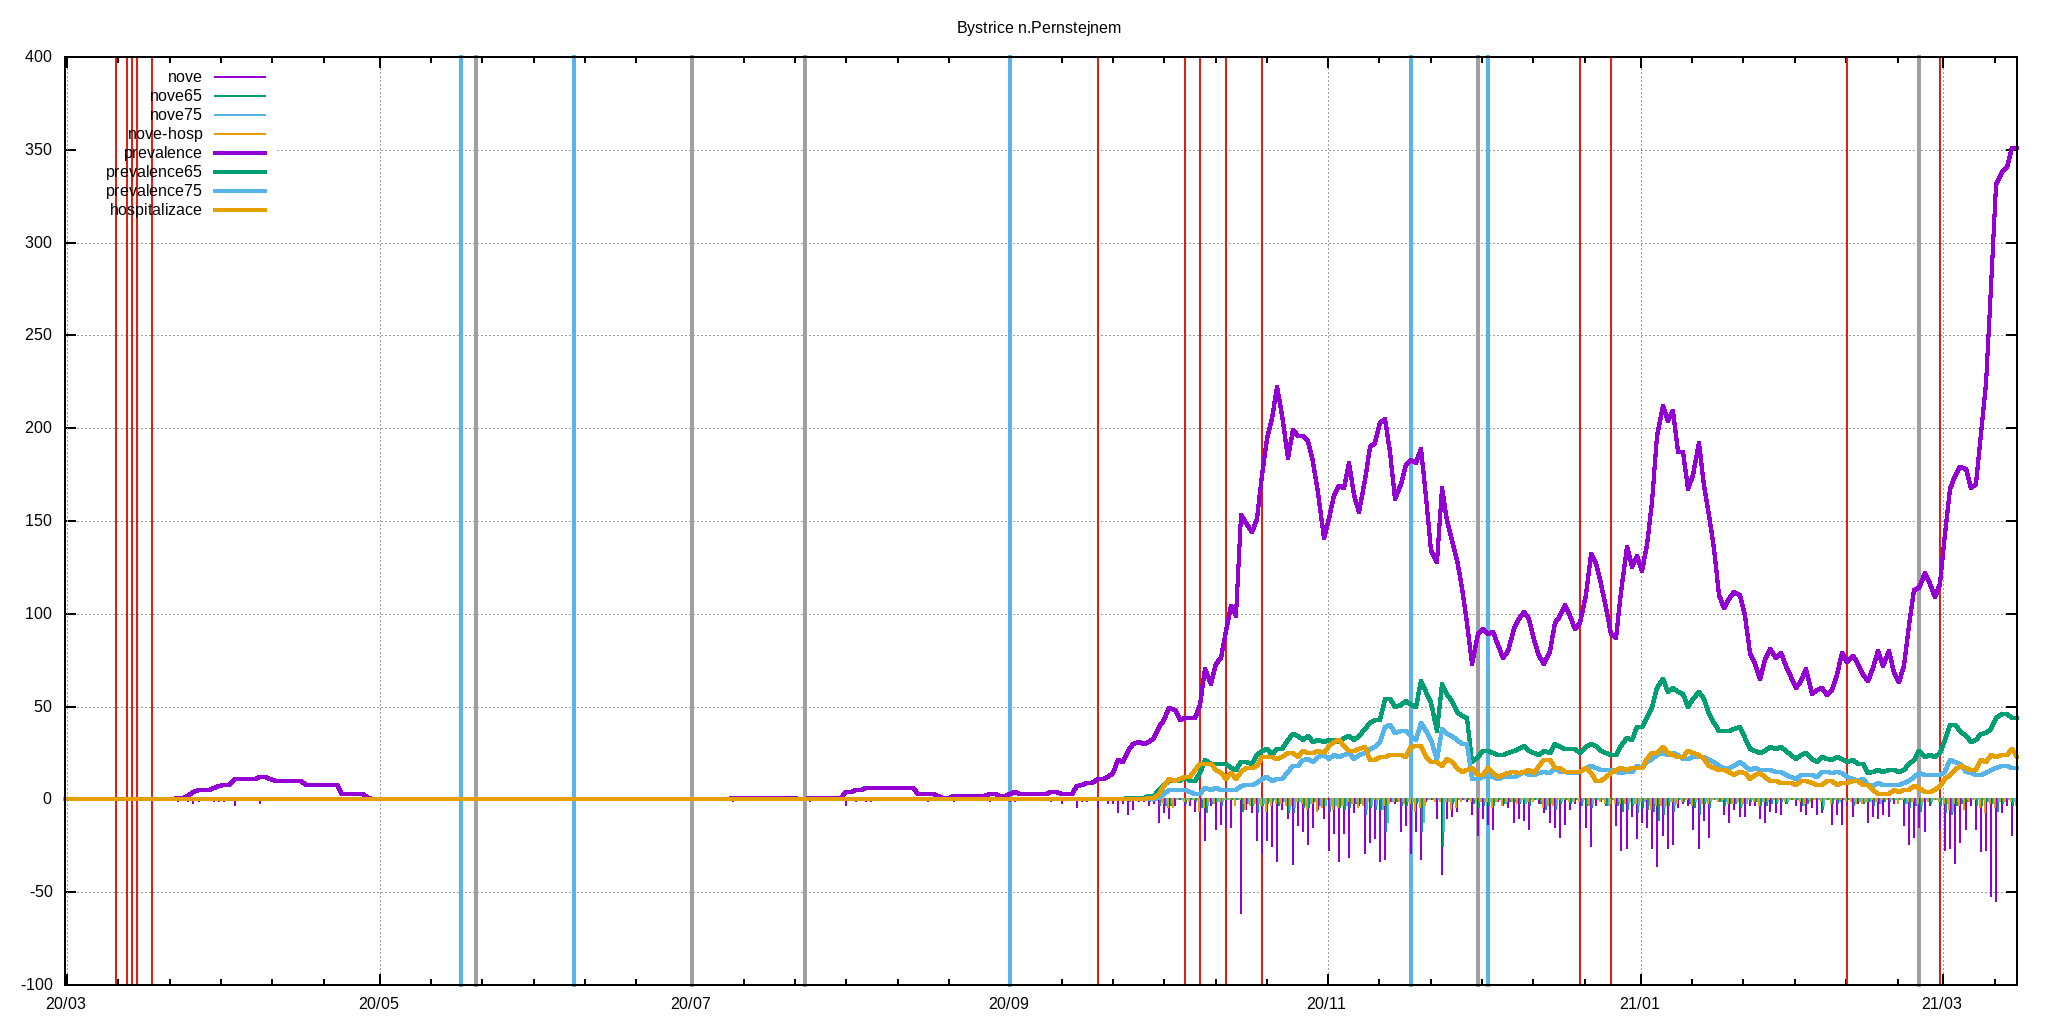 Bystrice n.Pernstejnem
400
350
300
250
200
150
100
50
0
-50
-100
nove
nove65
nove75
nove-hosp
prevalence
prevalence65
prevalence75
hospitalizace
20/03
20/05
20/07
20/09
20/11
21/01
21/03